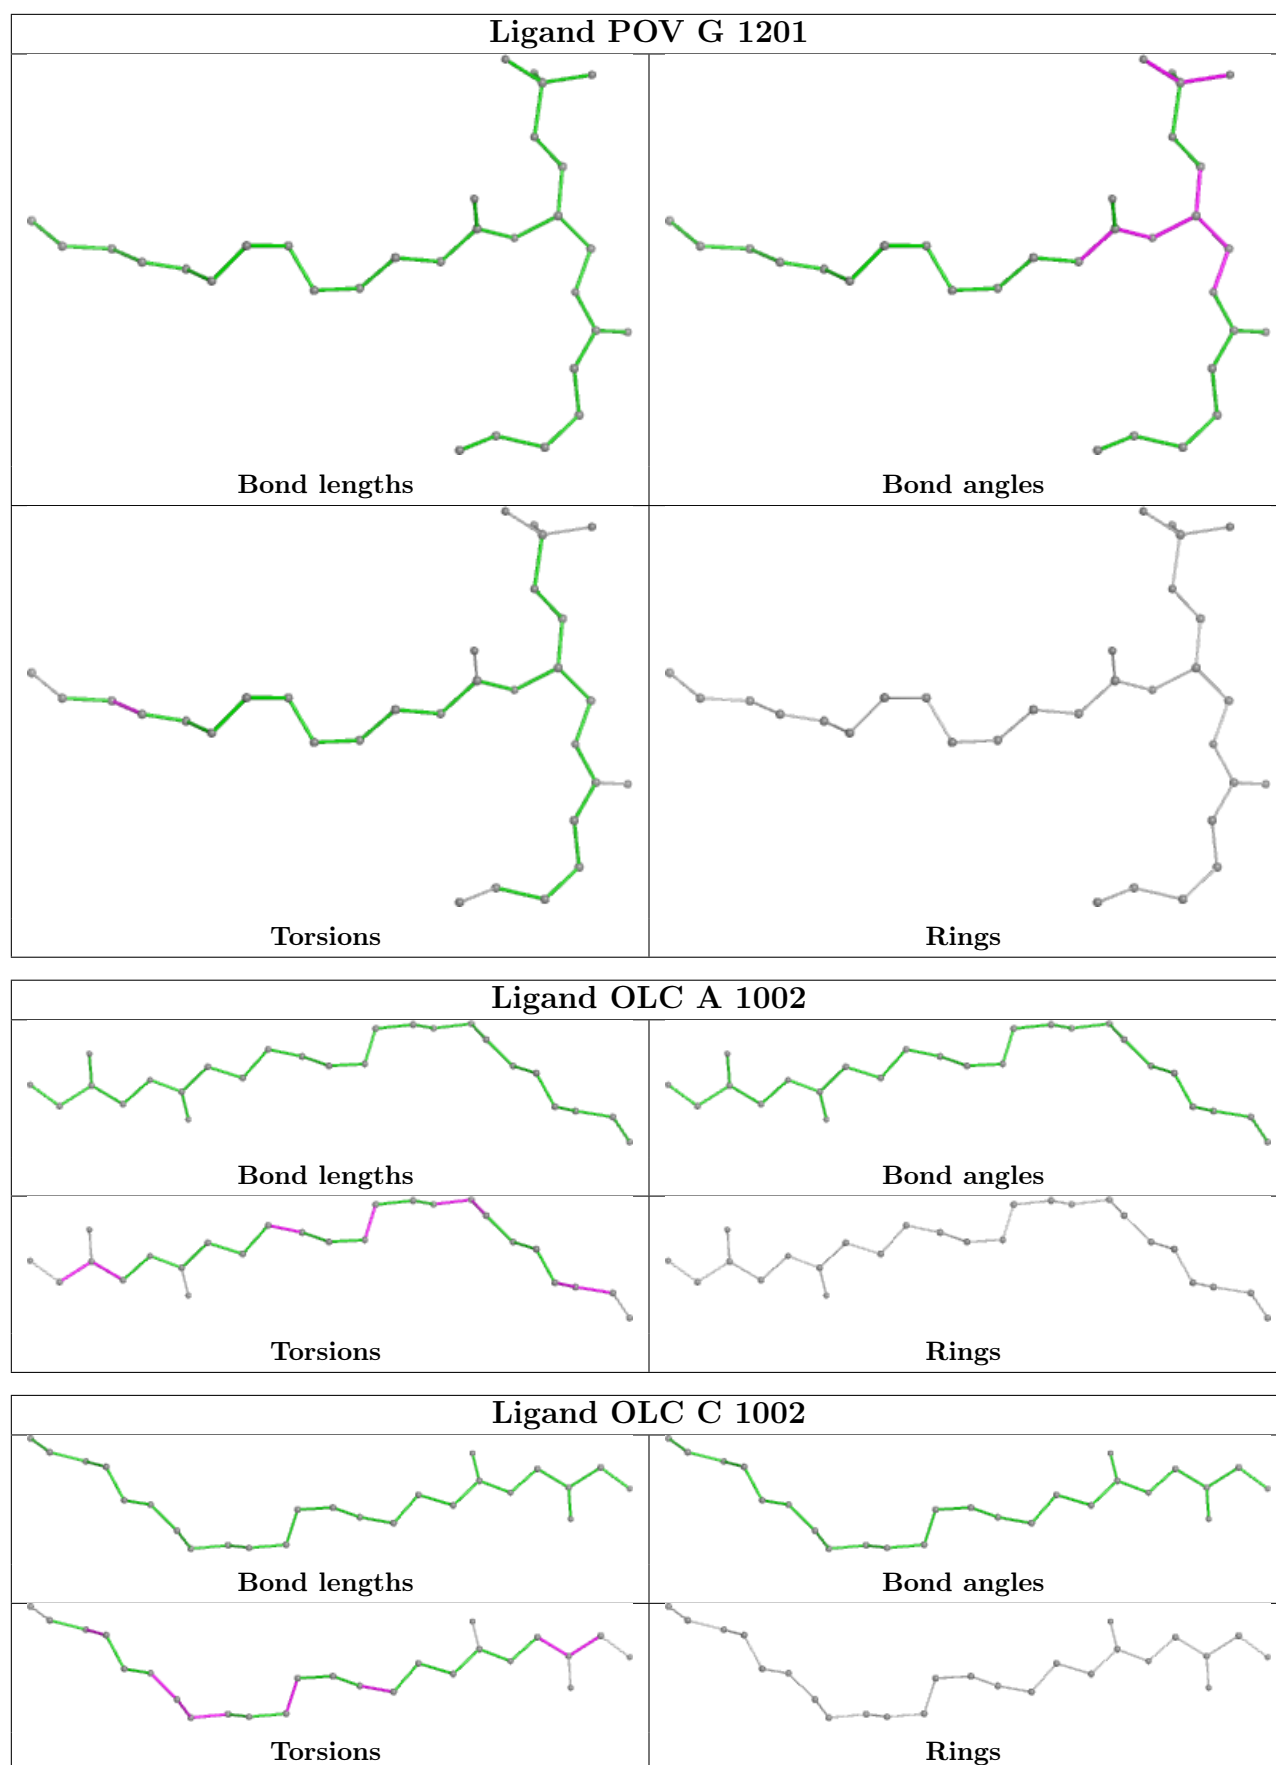 Ligand POV G 1201
Bond lengths
Bond angles
Torsions
Rings
Ligand OLC A 1002
Bond lengths
Bond angles
Torsions
Rings
Ligand OLC C 1002
Bond lengths
Bond angles
Torsions
Rings